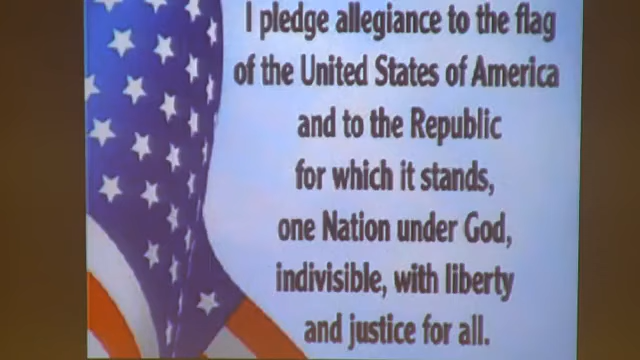 I pledge allegiance to the flag
of the United States of America
and to the Republic
for which it stands,
one Nation under God,
indivisible, with liberty
and justice for all.